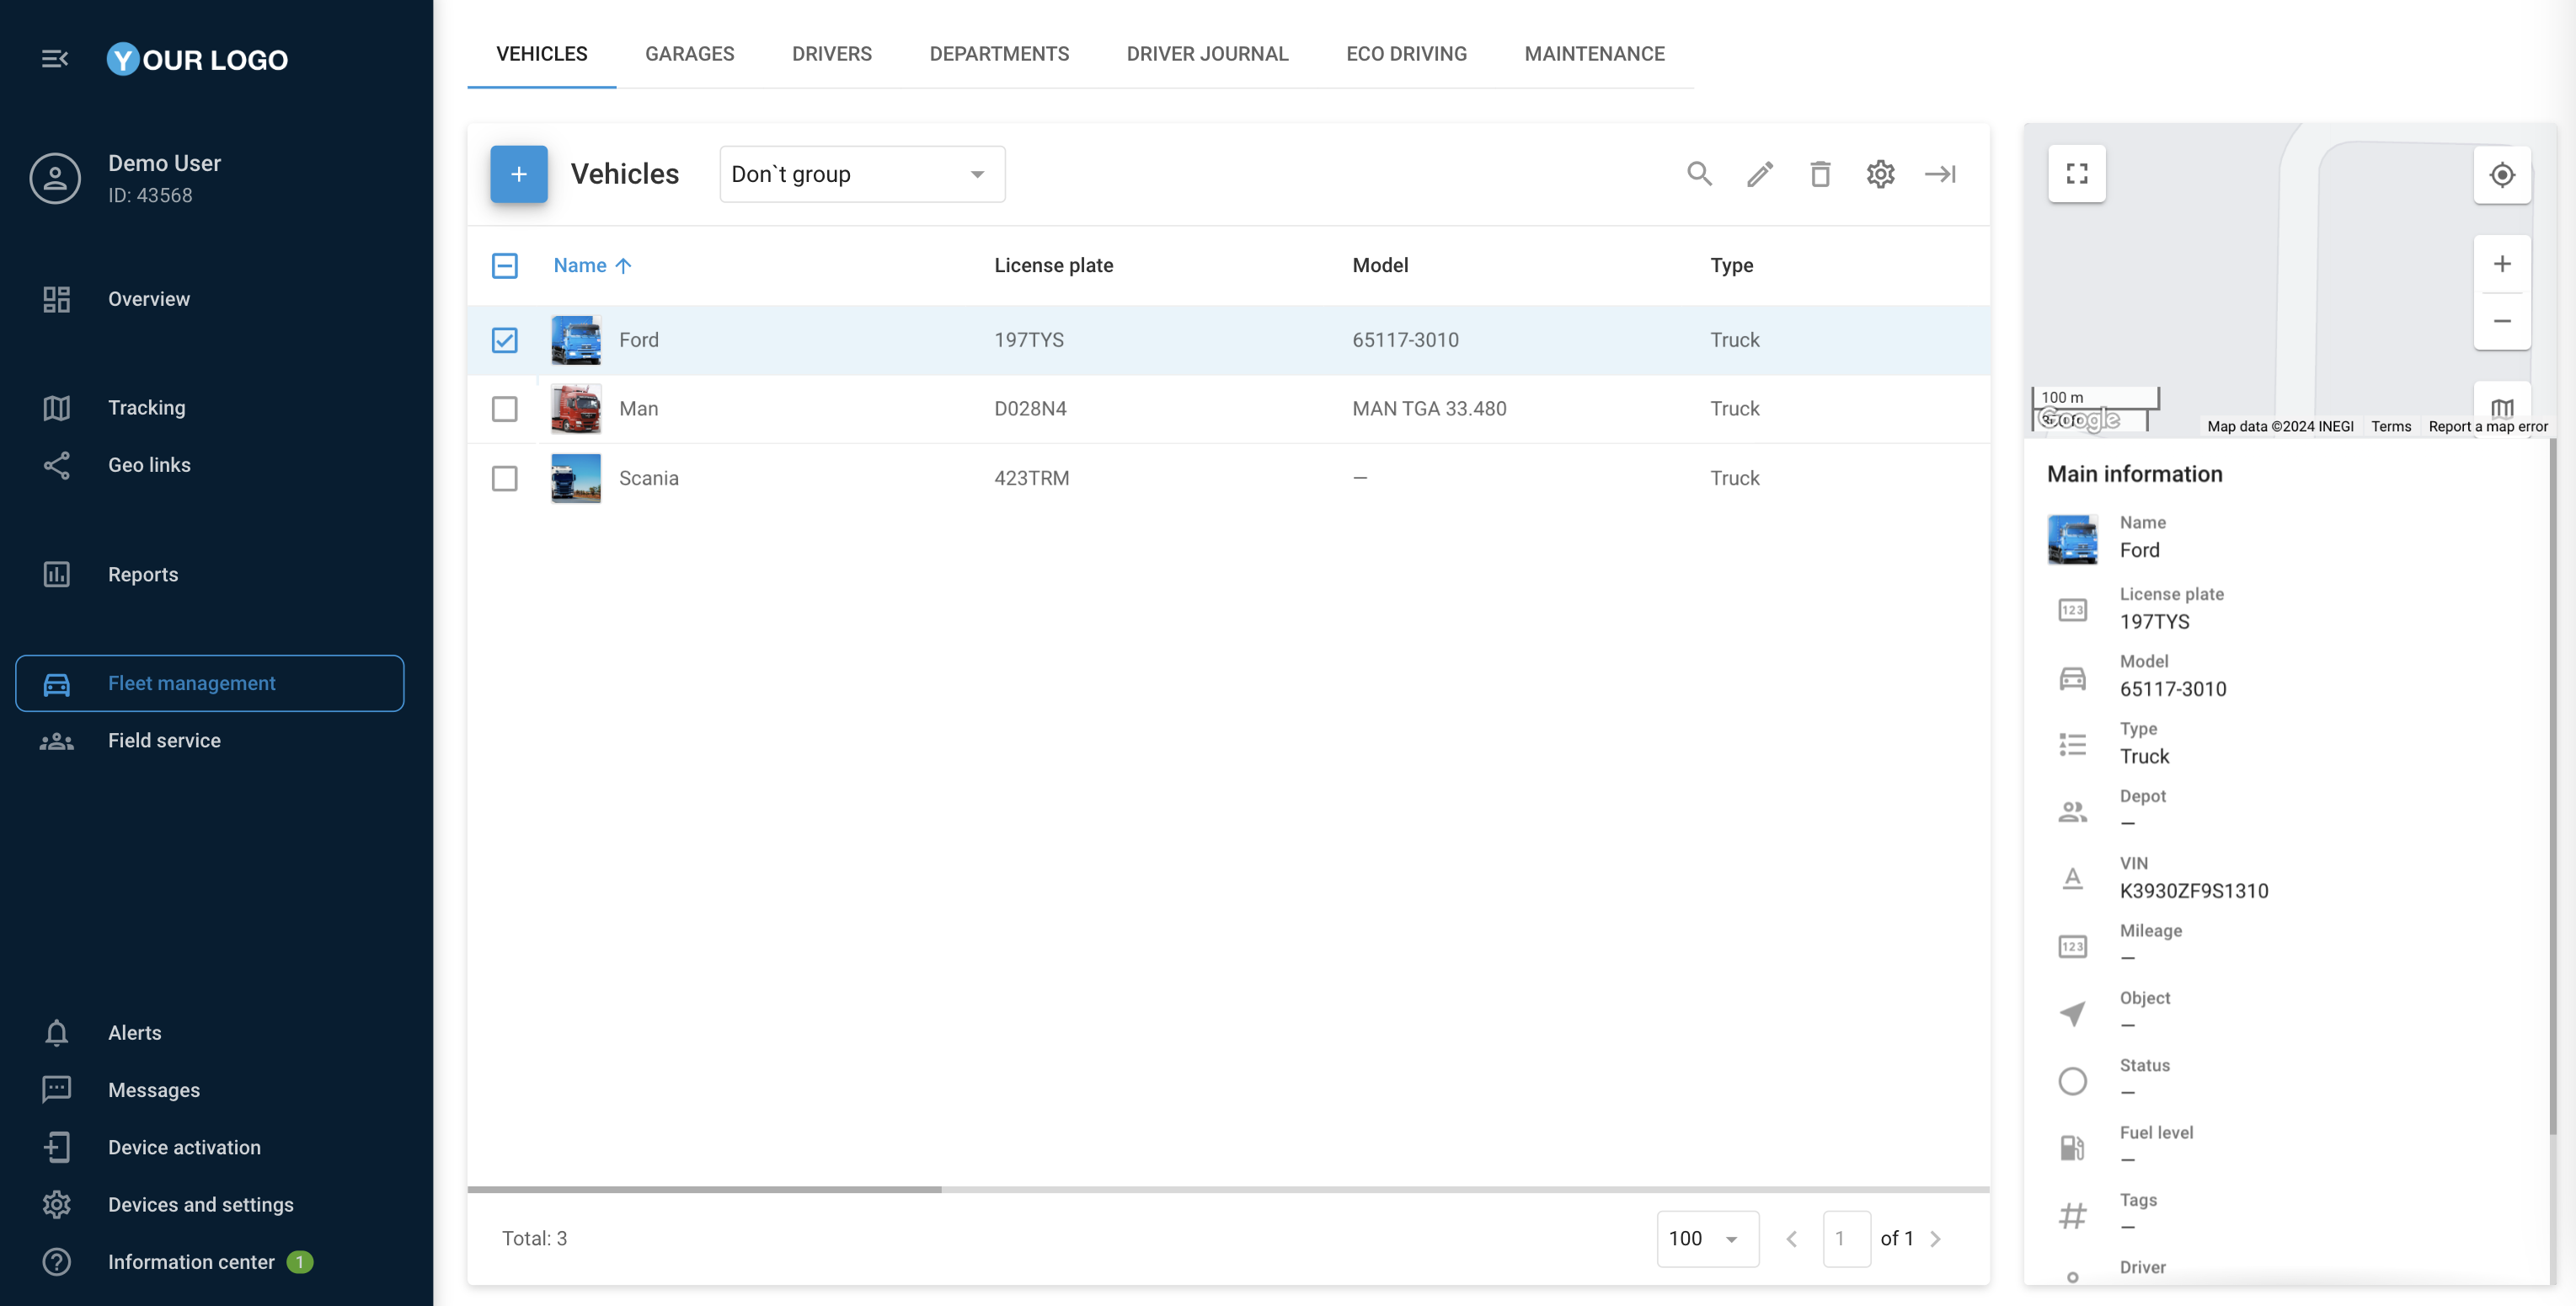 YOUR LOGO
Demo User
ID: 43568
Overview
Tracking
Geo links
Reports
Fleet management
Field service
Alerts
Messages
Device activation
Devices and settings
Information center 1
VEHICLES GARAGES DRIVERS DEPARTMENTS DRIVER JOURNAL ECO DRIVING MAINTENANCE
+ Vehicles Don`t group
Name License plate Model Type
Ford 197TYS 65117-3010 Truck
Man D028N4 MAN TGA 33.480 Truck
Scania 423TRM — Truck
Total: 3 100 1 of 1
100 m
Google
Map data ©2024 INEGI Terms Report a map error
Main information
Name
Ford
License plate
197TYS
Model
65117-3010
Type
Truck
Depot
—
VIN
K3930ZF9S1310
Mileage
—
Object
—
Status
—
Fuel level
—
Tags
—
Driver